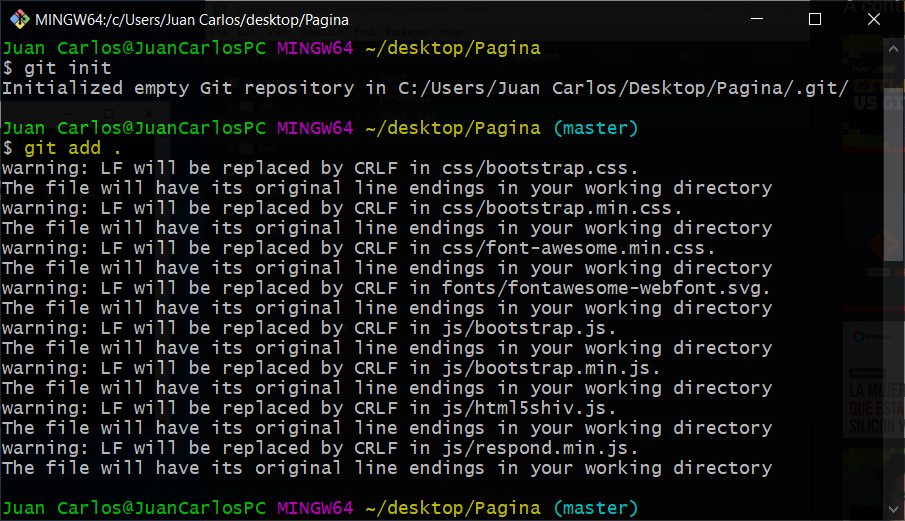 MINGW64:/c/Users/Juan Carlos/desktop/Pagina
Juan Carlos@JuanCarlosPC MINGW64 ~/desktop/Pagina
$ git init
Initialized empty Git repository in C:/Users/Juan Carlos/Desktop/Pagina/.git/
Juan Carlos@JuanCarlosPC MINGW64 ~/desktop/Pagina (master)
$ git add .
warning: LF will be replaced by CRLF in css/bootstrap.css.
The file will have its original line endings in your working directory
warning: LF will be replaced by CRLF in css/bootstrap.min.css.
The file will have its original line endings in your working directory
warning: LF will be replaced by CRLF in css/font-awesome.min.css.
The file will have its original line endings in your working directory
warning: LF will be replaced by CRLF in fonts/fontawesome-webfont.svg.
The file will have its original line endings in your working directory
warning: LF will be replaced by CRLF in js/bootstrap.js.
The file will have its original line endings in your working directory
warning: LF will be replaced by CRLF in js/bootstrap.min.js.
The file will have its original line endings in your working directory
warning: LF will be replaced by CRLF in js/html5shiv.js.
The file will have its original line endings in your working directory
warning: LF will be replaced by CRLF in js/respond.min.js.
The file will have its original line endings in your working directory
Juan Carlos@JuanCarlosPC MINGW64 ~/desktop/Pagina (master)